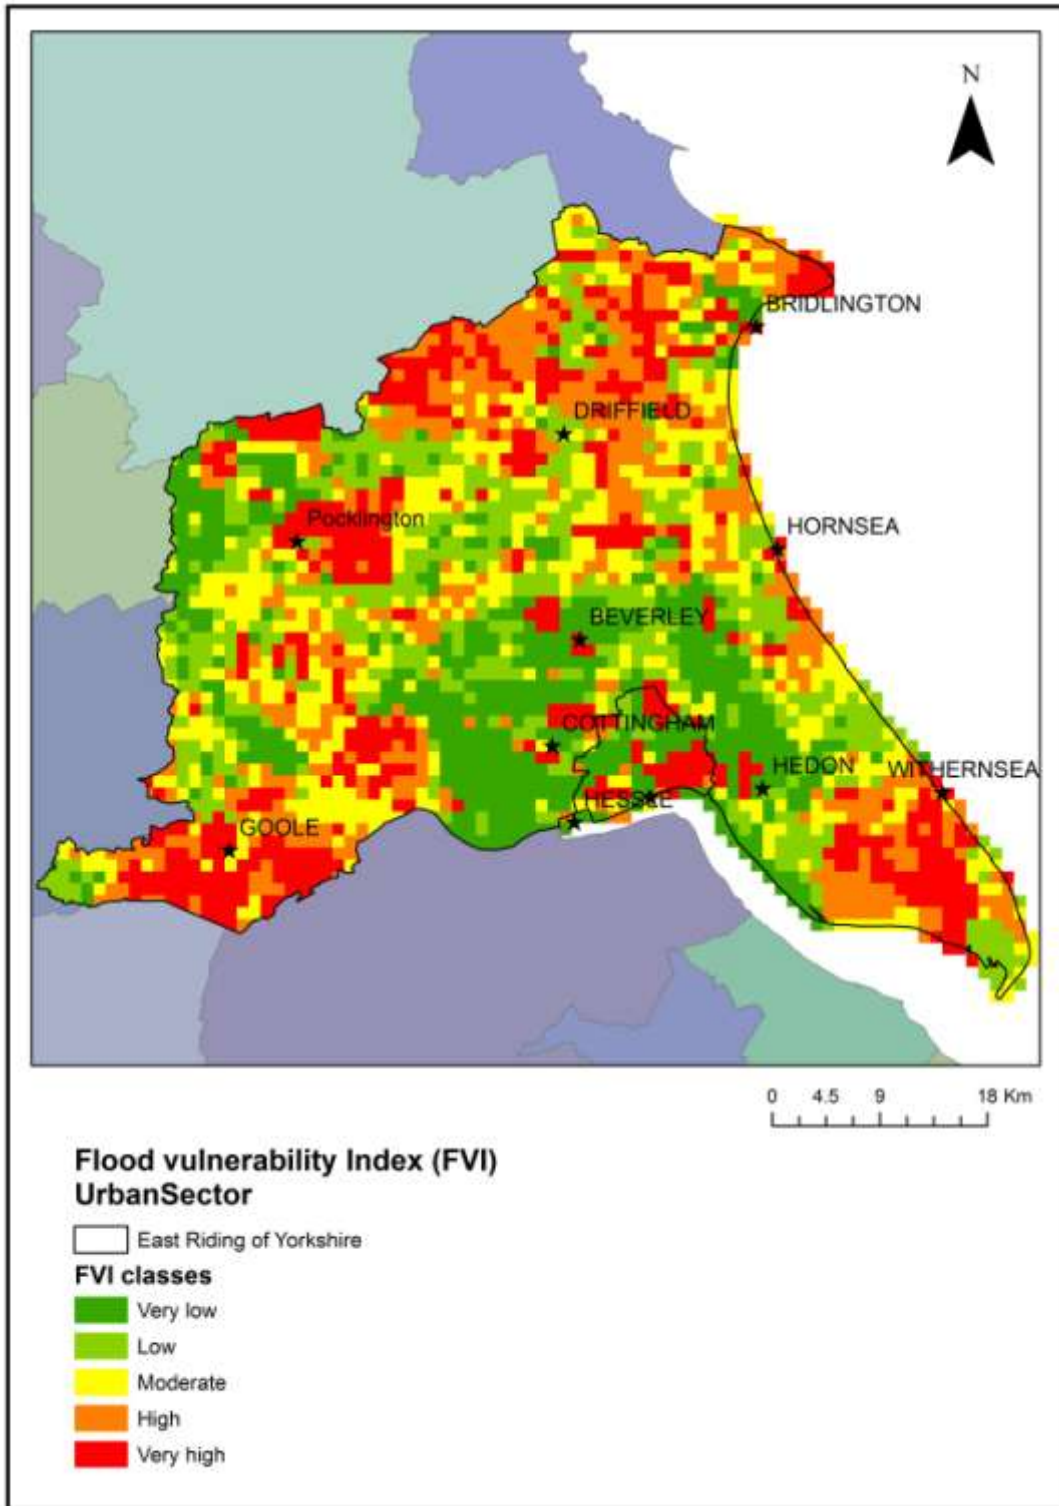 N
BRIDLINGTON
DRIFFIELD
Pocklington
HORNSEA
BEVERLEY
COTTINGHAM
HEDON
WITHERNSEA
HESSLE
GOOLE
0 4.5 9 18 Km
Flood vulnerability Index (FVI)
UrbanSector
East Riding of Yorkshire
FVI classes
Very low
Low
Moderate
High
Very high